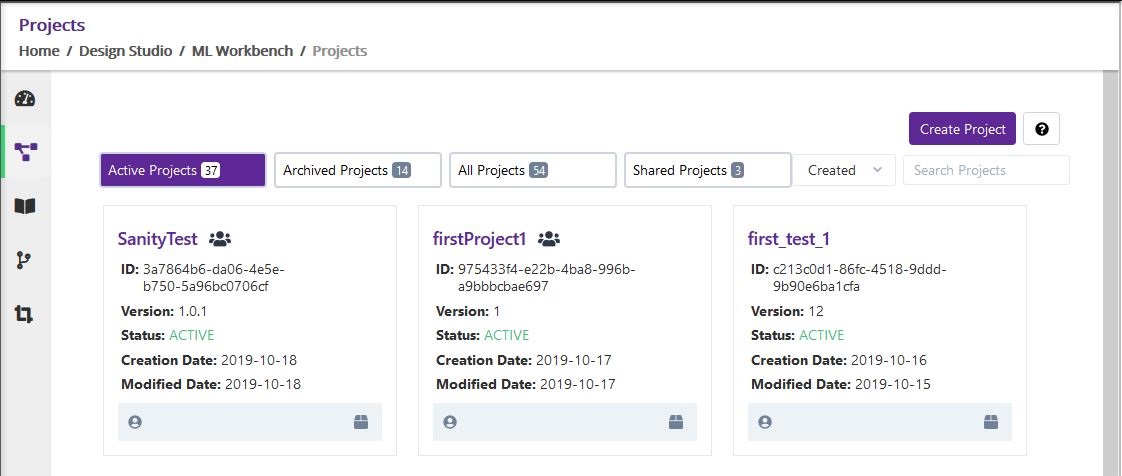 Projects
Home / Design Studio / ML Workbench / Projects
Create Project
Active Projects 37 Archived Projects 14 All Projects 54 Shared Projects 3 Created Search Projects
SanityTest
ID: 3a7864b6-da06-4e5e-
b750-5a96bc0706cf
Version: 1.0.1
Status: ACTIVE
Creation Date: 2019-10-18
Modified Date: 2019-10-18
firstProject1
ID: 975433f4-e22b-4ba8-996b-
a9bbbcbae697
Version: 1
Status: ACTIVE
Creation Date: 2019-10-17
Modified Date: 2019-10-17
first_test_1
ID: c213c0d1-86fc-4518-9ddd-
9b90e6ba1cfa
Version: 12
Status: ACTIVE
Creation Date: 2019-10-16
Modified Date: 2019-10-15